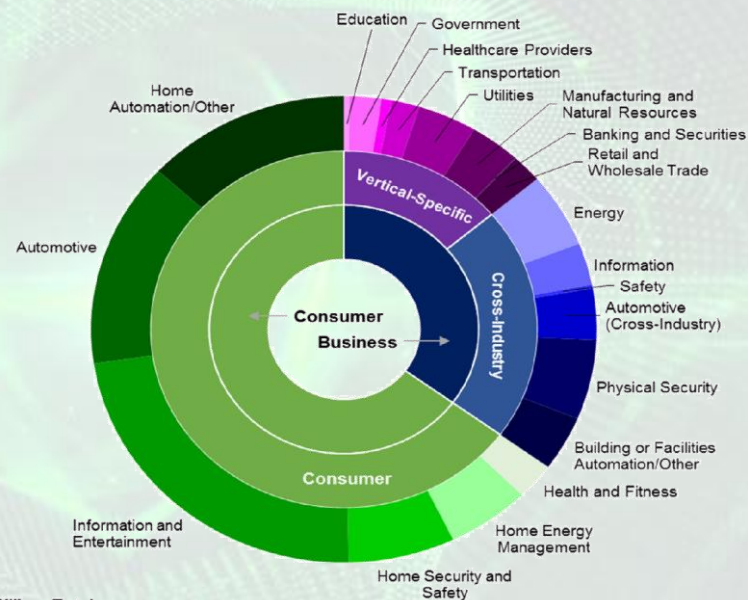 Education
Government
Healthcare Providers
Transportation
Utilities
Manufacturing and
Natural Resources
Banking and Securities
Retail and
Wholesale Trade
Home
Automation/Other
Vertical-Specific
Energy
Automotive
Information
Safety
Automotive
(Cross-Industry)
Cross-Industry
Consumer
Business
Physical Security
Building or Facilities
Automation/Other
Consumer
Health and Fitness
Information and
Entertainment
Home Energy
Management
Home Security and
Safety